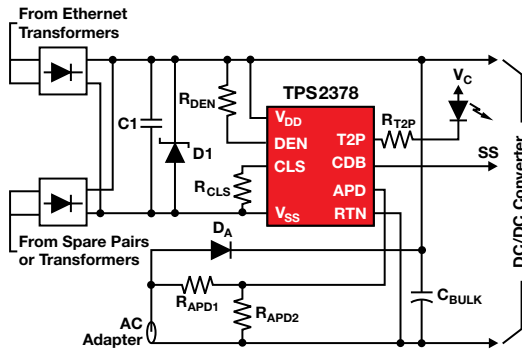 From Ethernet
Transformers
C1
D1
R_DEN
R_CLS
TPS2378
V_DD
DEN
CLS
V_SS
T2P
CDB
APD
RTN
R_T2P
V_C
SS
DC/DC Converter
From Spare Pairs
or Transformers
D_A
R_APD1
R_APD2
C_BULK
AC
Adapter